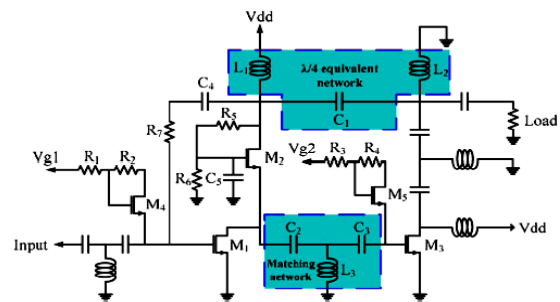 Vdd
L1
λ/4 equivalent
network
L2
C4
C1
Load
R7
R5
M2
Vg1
R1
R2
R6
C5
Vg2
R3
R4
M4
M5
Input
M1
C2
C3
M3
Vdd
Matching
network
L3